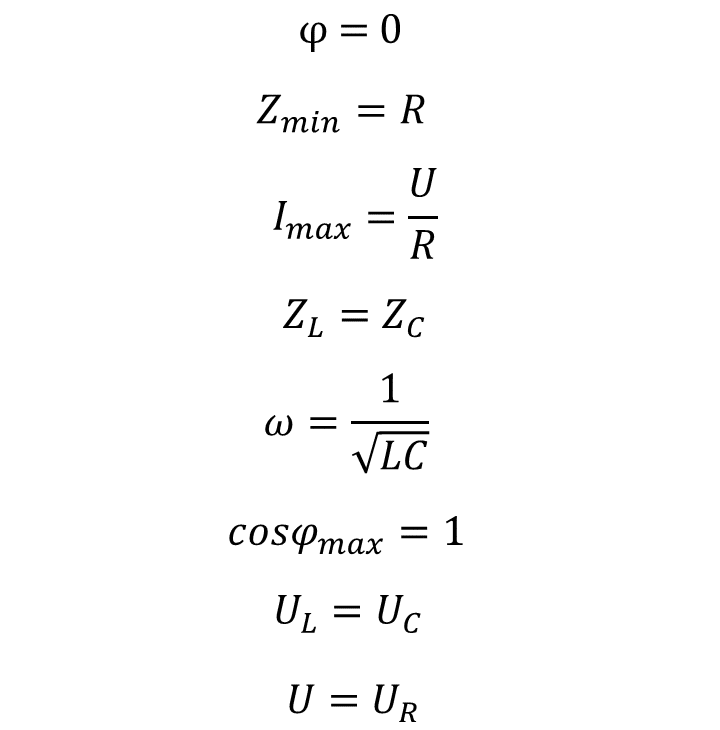 φ = 0
Z_min = R
I_max = U/R
Z_L = Z_C
ω = 1/√LC
cosφ_max = 1
U_L = U_C
U = U_R